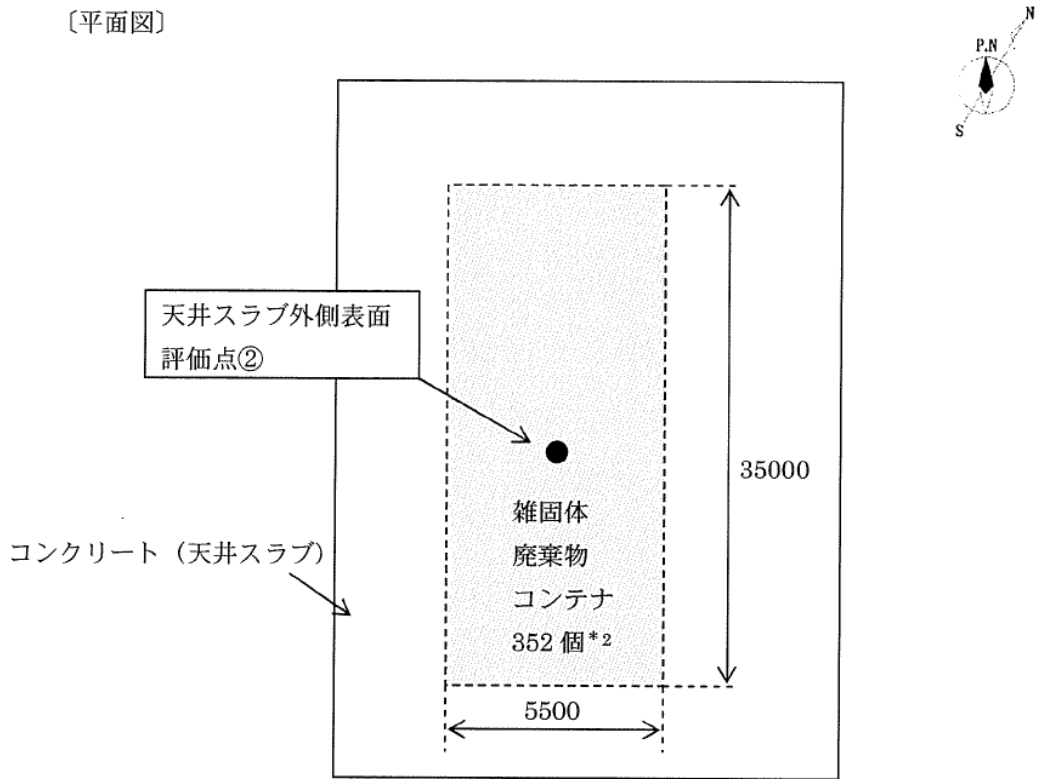 〔平面図〕
N
P.N
S
天井スラブ外側表面
評価点②
35000
雑固体
廃棄物
コンテナ
352 個*2
コンクリート（天井スラブ）
5500